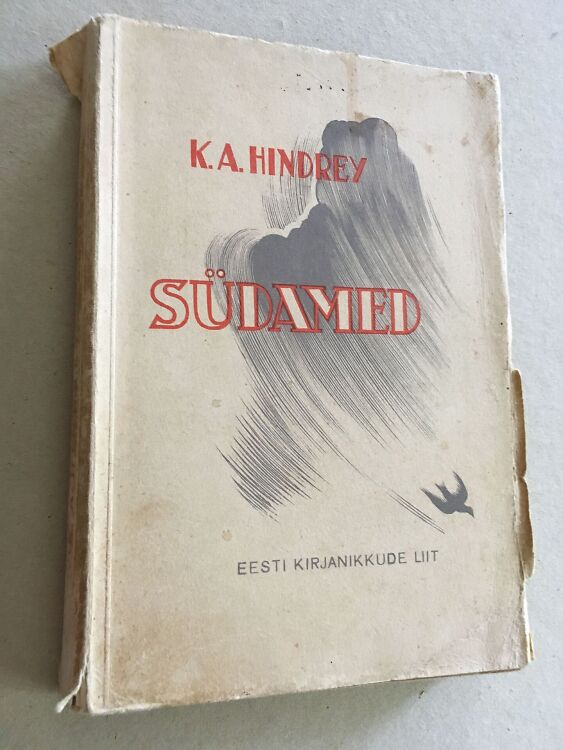 K. A. HINDREY
SÜDAMED
EESTI KIRJANIKKUDE LIIT